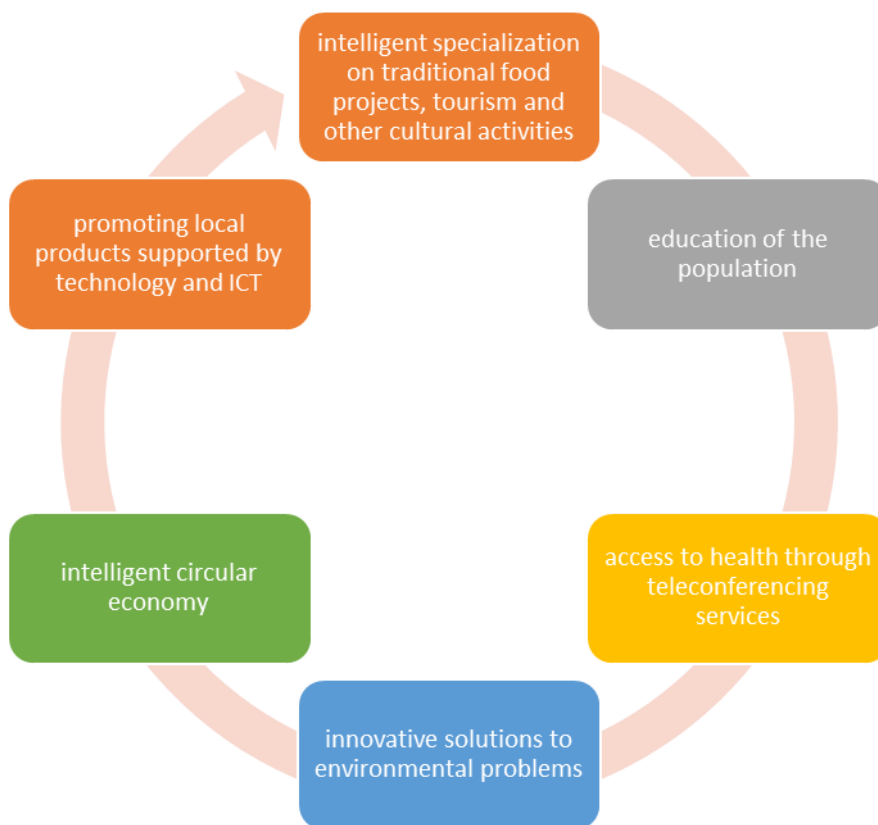 intelligent specialization
on traditional food
projects, tourism and
other cultural activities
education of the
population
access to health through
teleconferencing
services
innovative solutions to
environmental problems
intelligent circular
economy
promoting local
products supported by
technology and ICT